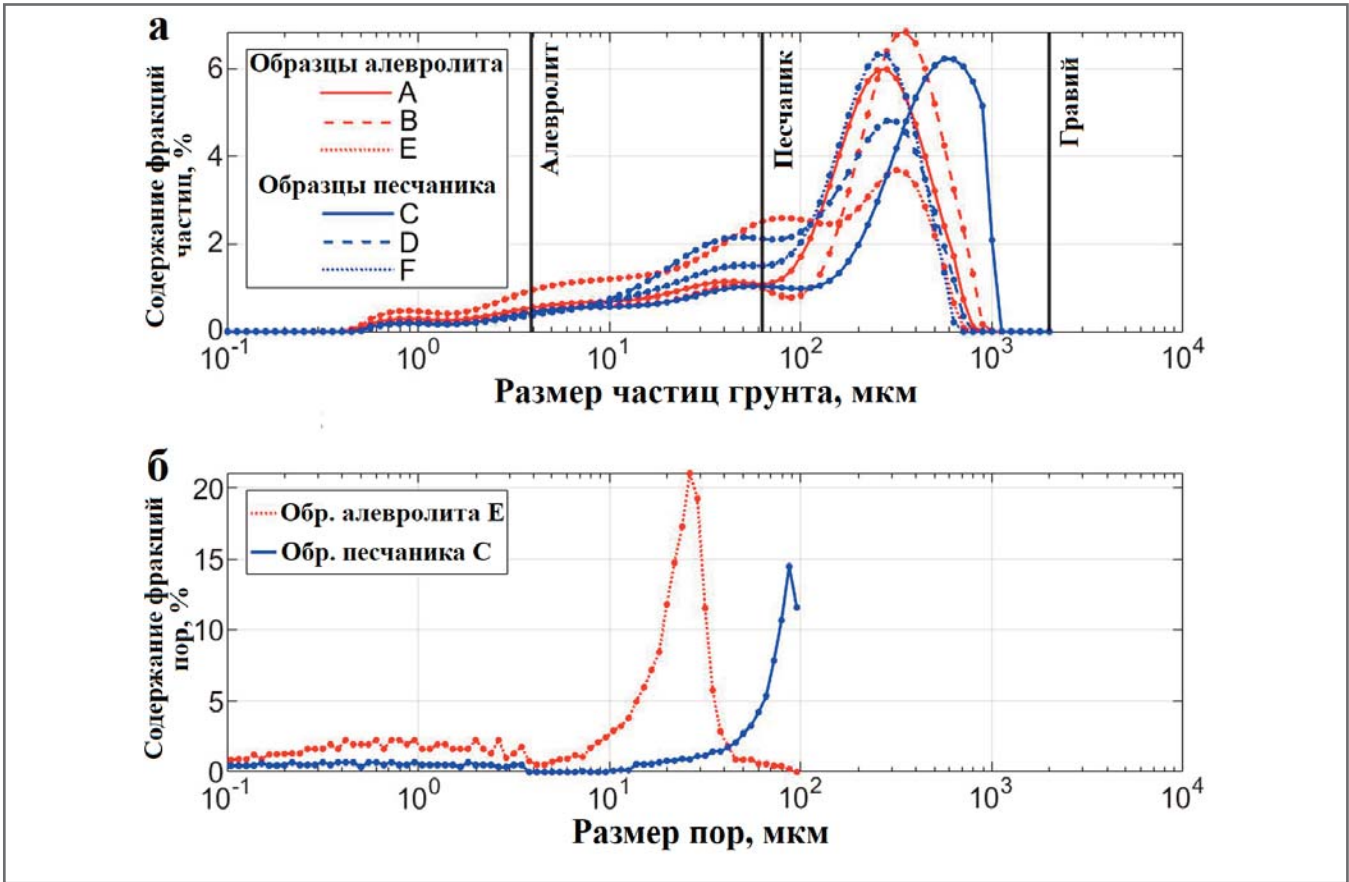 а
Содержание фракций
частиц, %
6
4
2
0
Образцы алевролита
A
B
E
Образцы песчаника
C
D
F
Алевролит
Песчаник
Гравий
10⁻¹
10⁰
10¹
10²
10³
10⁴
Размер частиц грунта, мкм
б
Содержание фракций
пор, %
20
15
10
5
0
Обр. алевролита E
Обр. песчаника C
10⁻¹
10⁰
10¹
10²
10³
10⁴
Размер пор, мкм